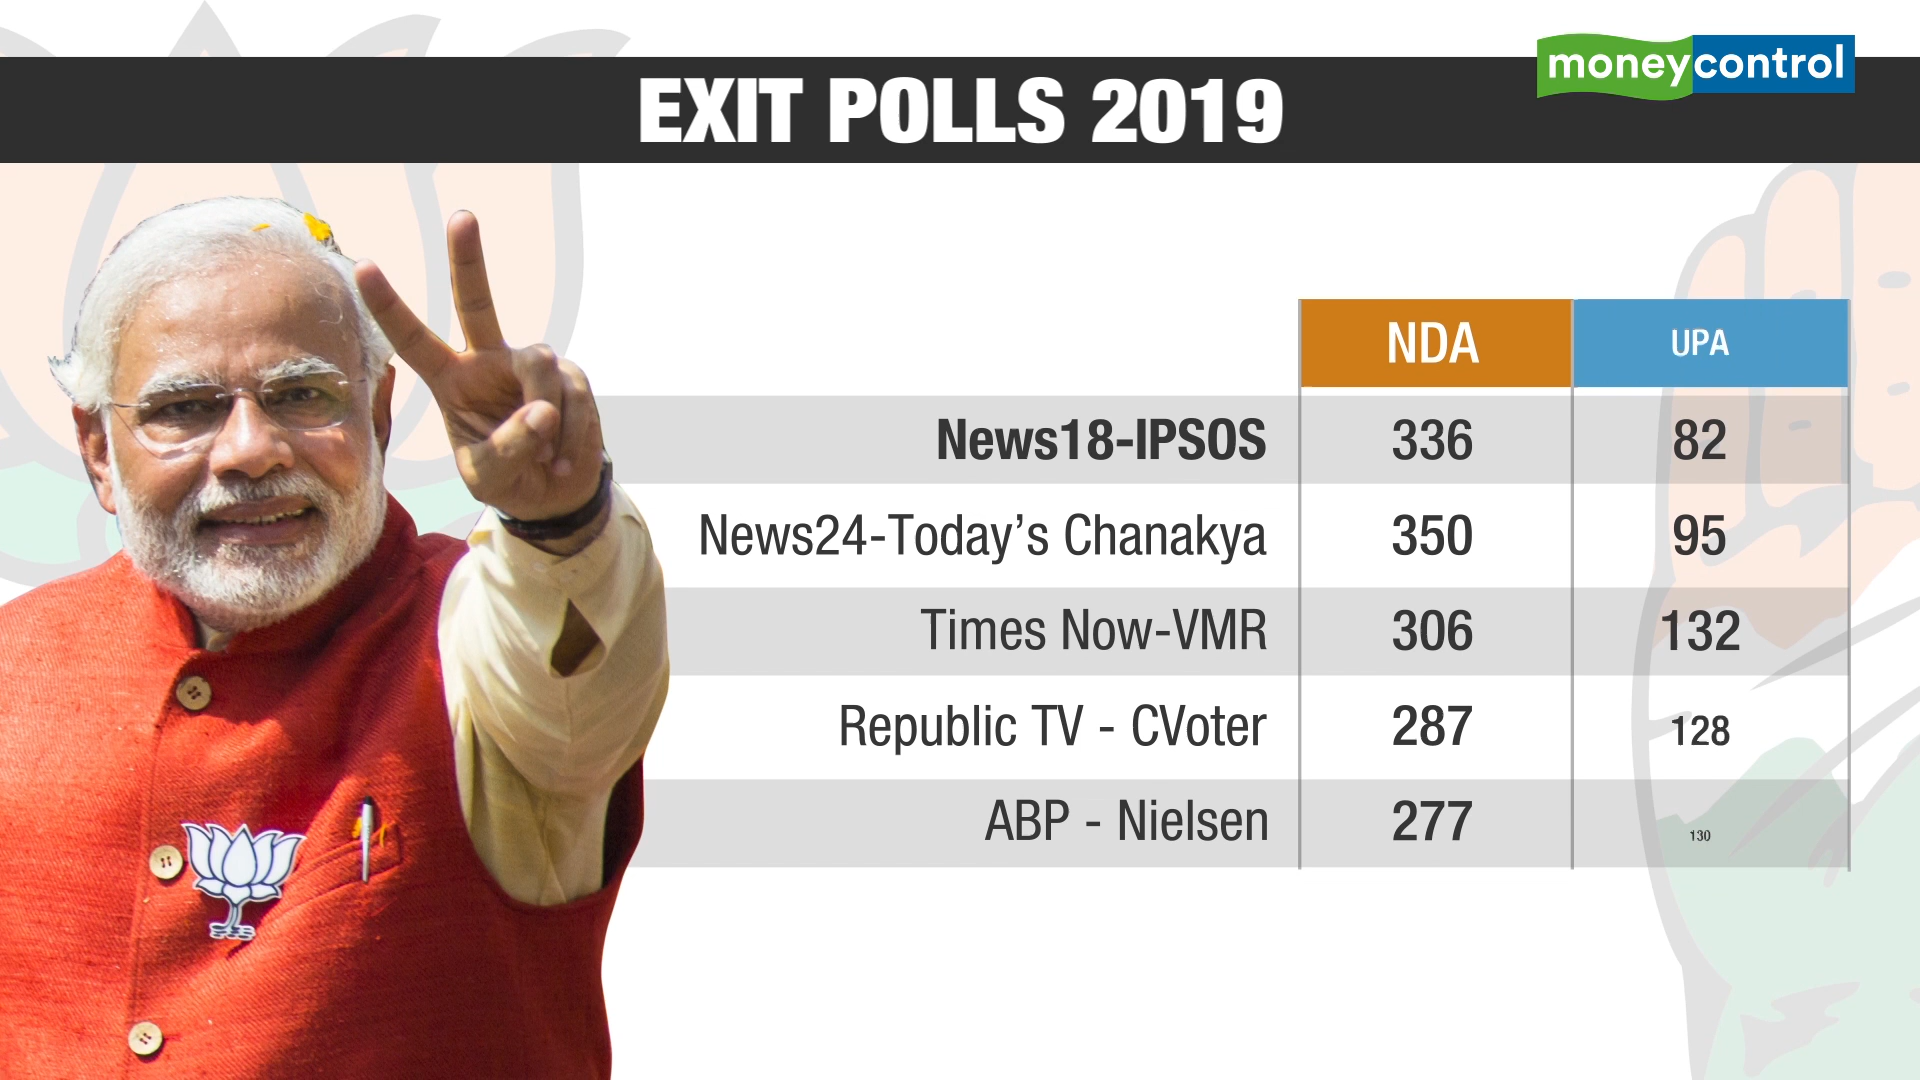 EXIT POLLS 2019
moneycontrol
NDA UPA
News18-IPSOS 336 82
News24-Today’s Chanakya 350 95
Times Now-VMR 306 132
Republic TV - CVoter 287 128
ABP - Nielsen 277 130